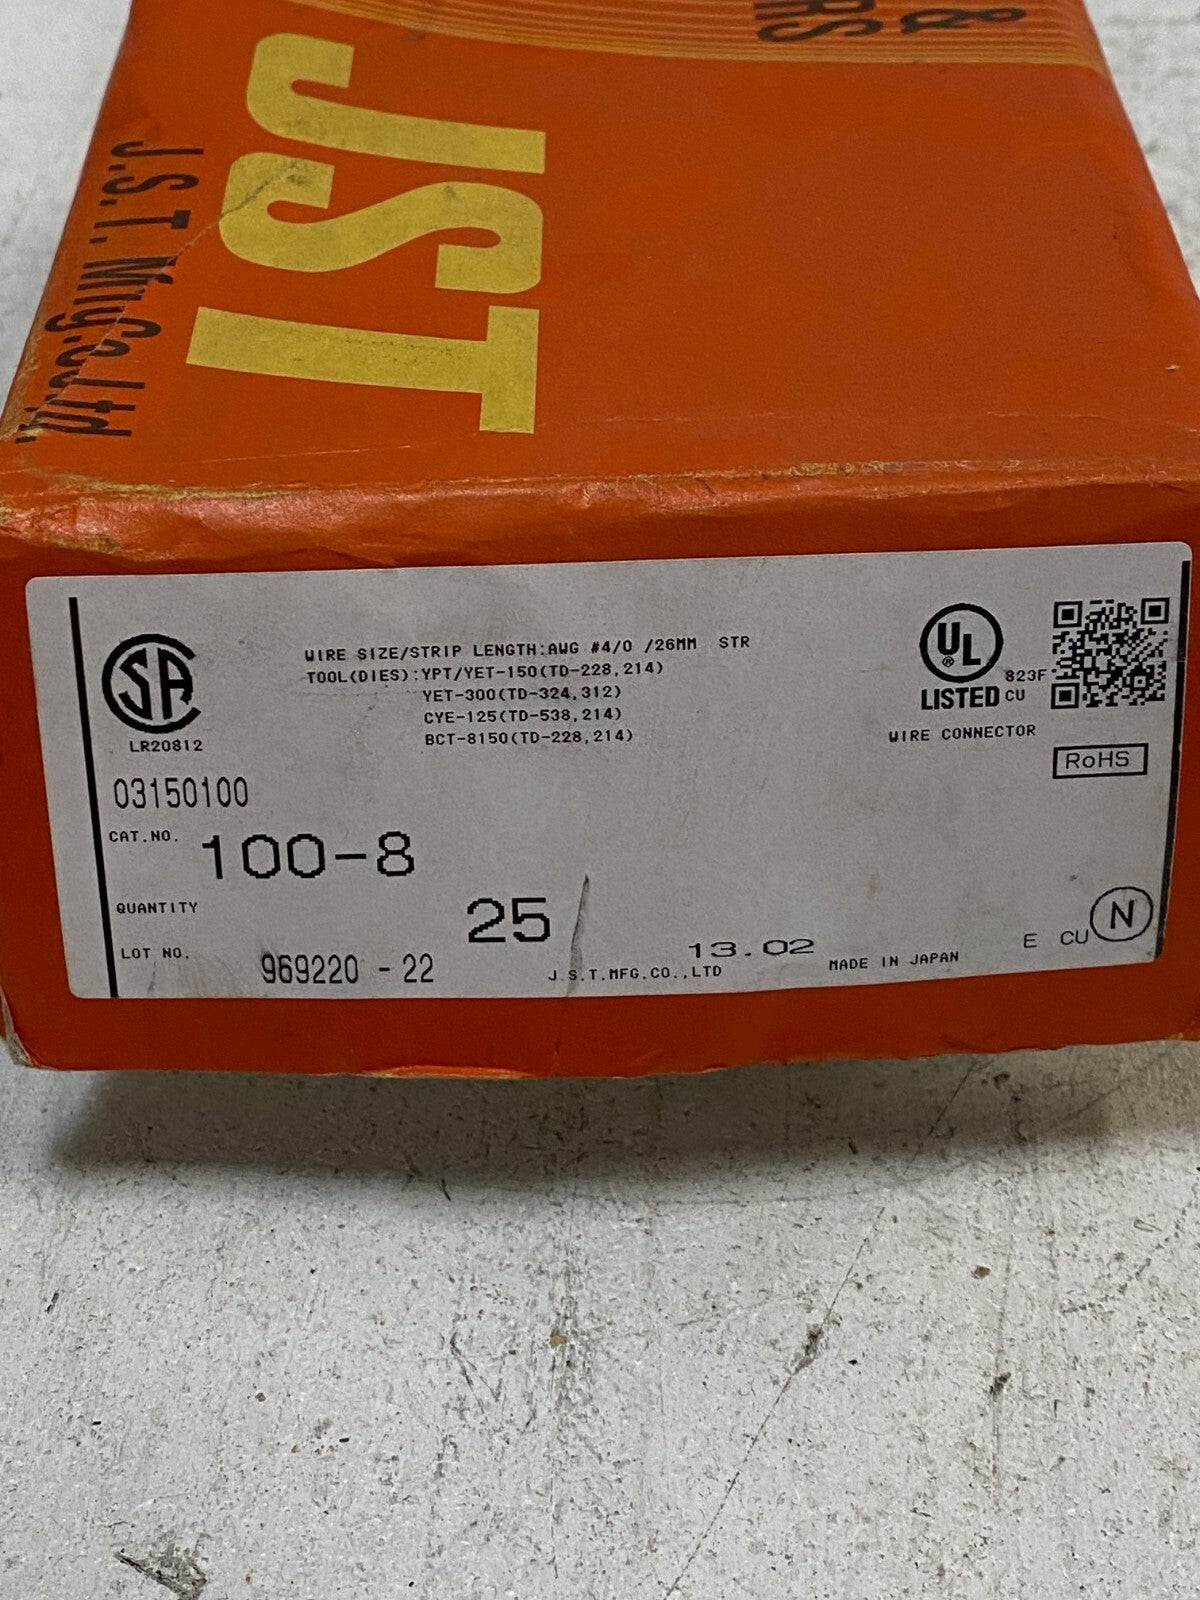 &
RS
JST
J.S.T. Mfg.Co.,Ltd.
SA
LR20812
WIRE SIZE/STRIP LENGTH:AWG #4/0 /26MM STR
TOOL(DIES):YPT/YET-150(TD-228,214)
YET-300(TD-324,312)
CYE-125(TD-538,214)
BCT-8150(TD-228,214)
UL
®
LISTED
823F
CU
WIRE CONNECTOR
RoHS
03150100
CAT.NO. 100-8
QUANTITY 25
LOT NO. 969220 - 22
13.02
J.S.T.MFG.CO.,LTD
MADE IN JAPAN
E CU N